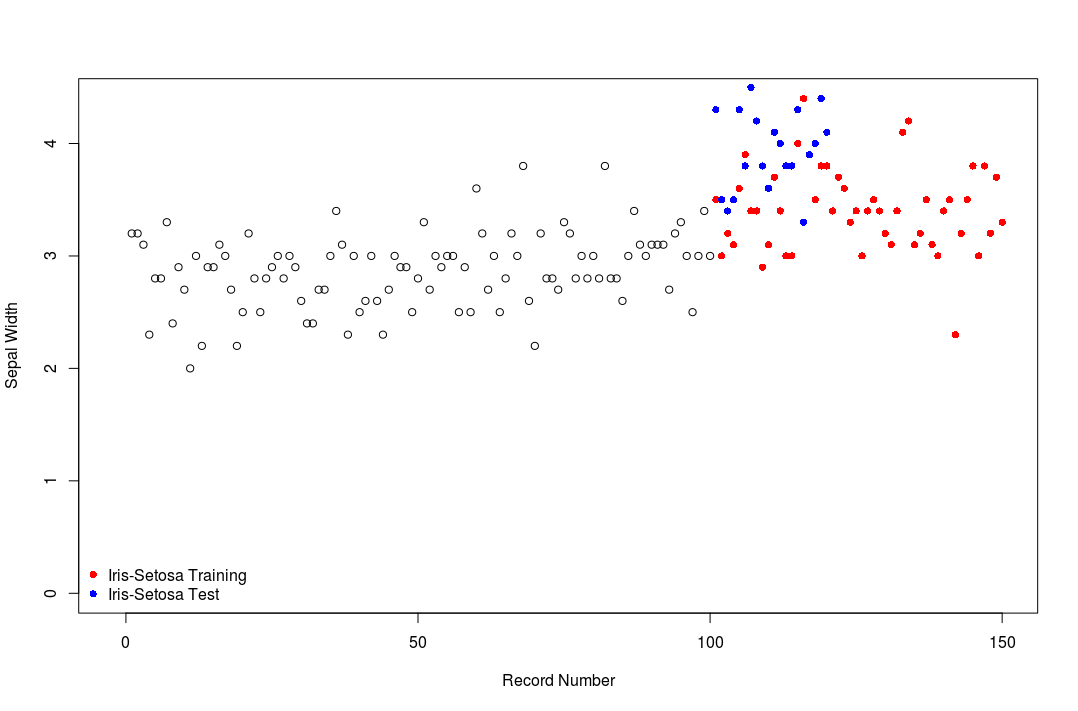 4
3
2
1
0
Sepal Width
Iris-Setosa Training
Iris-Setosa Test
0 50 100 150
Record Number